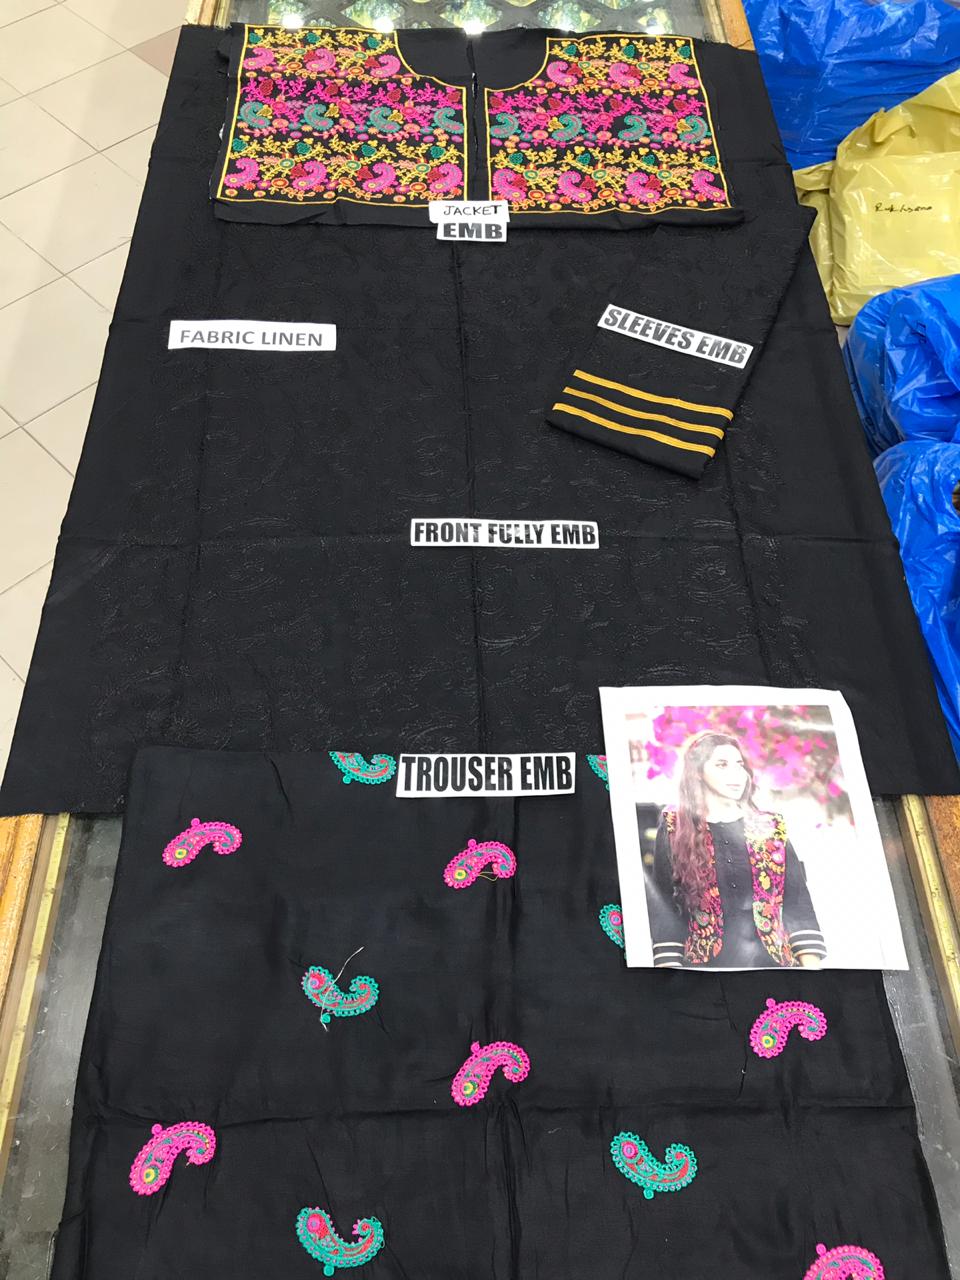 JACKET
EMB
FABRIC LINEN
SLEEVES EMB
FRONT FULLY EMB
TROUSER EMB